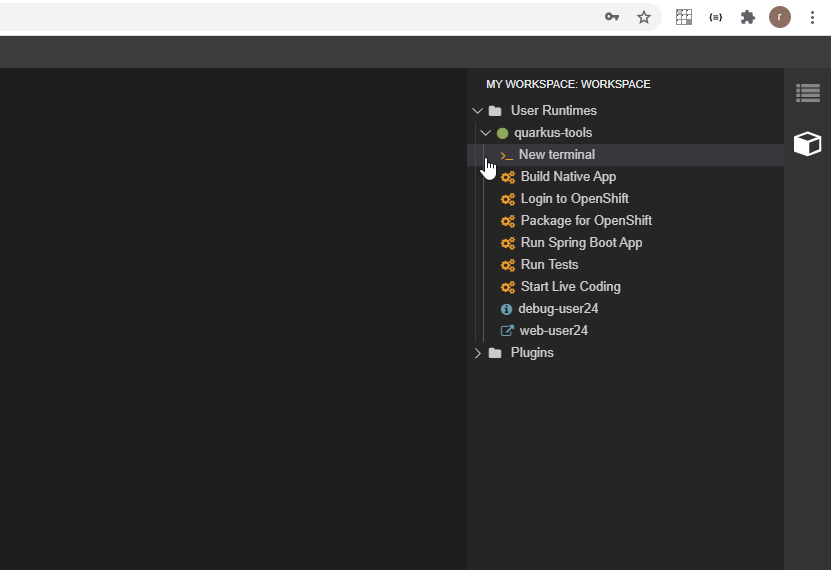 r
MY WORKSPACE: WORKSPACE
User Runtimes
quarkus-tools
New terminal
Build Native App
Login to OpenShift
Package for OpenShift
Run Spring Boot App
Run Tests
Start Live Coding
debug-user24
web-user24
Plugins